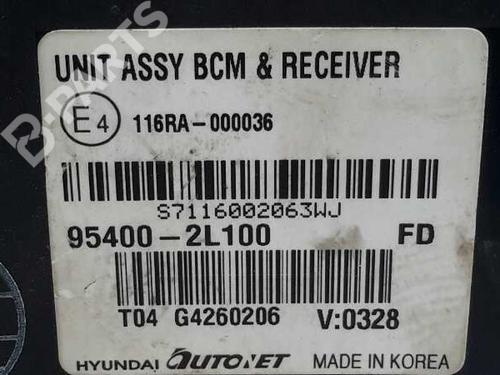 B-PARTS
UNIT ASSY BCM & RECEIVER
E4 116RA-000036
S7116002063WJ
95400-2L100 FD
T04 G4260206 V:0328
HYUNDAI AUTONET MADE IN KOREA